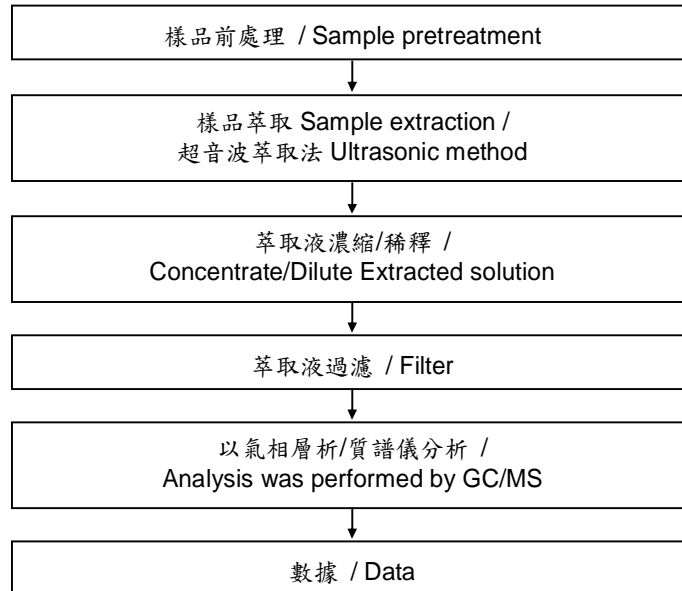 樣品前處理 / Sample pretreatment
樣品萃取 Sample extraction /
超音波萃取法 Ultrasonic method
萃取液濃縮/稀釋 /
Concentrate/Dilute Extracted solution
萃取液過濾 / Filter
以氣相層析/質譜儀分析 /
Analysis was performed by GC/MS
數據 / Data